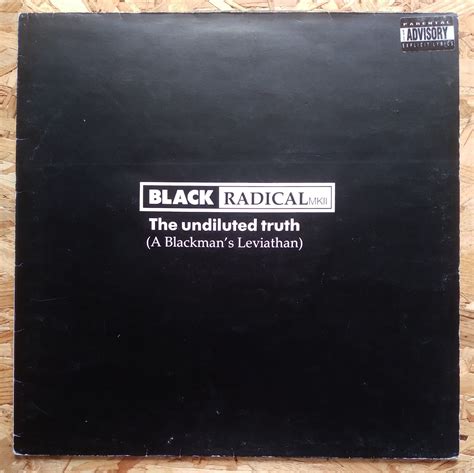 PARENTAL
ADVISORY
EXPLICIT LYRICS
BLACK RADICAL MKII
The undiluted truth
(A Blackman's Leviathan)